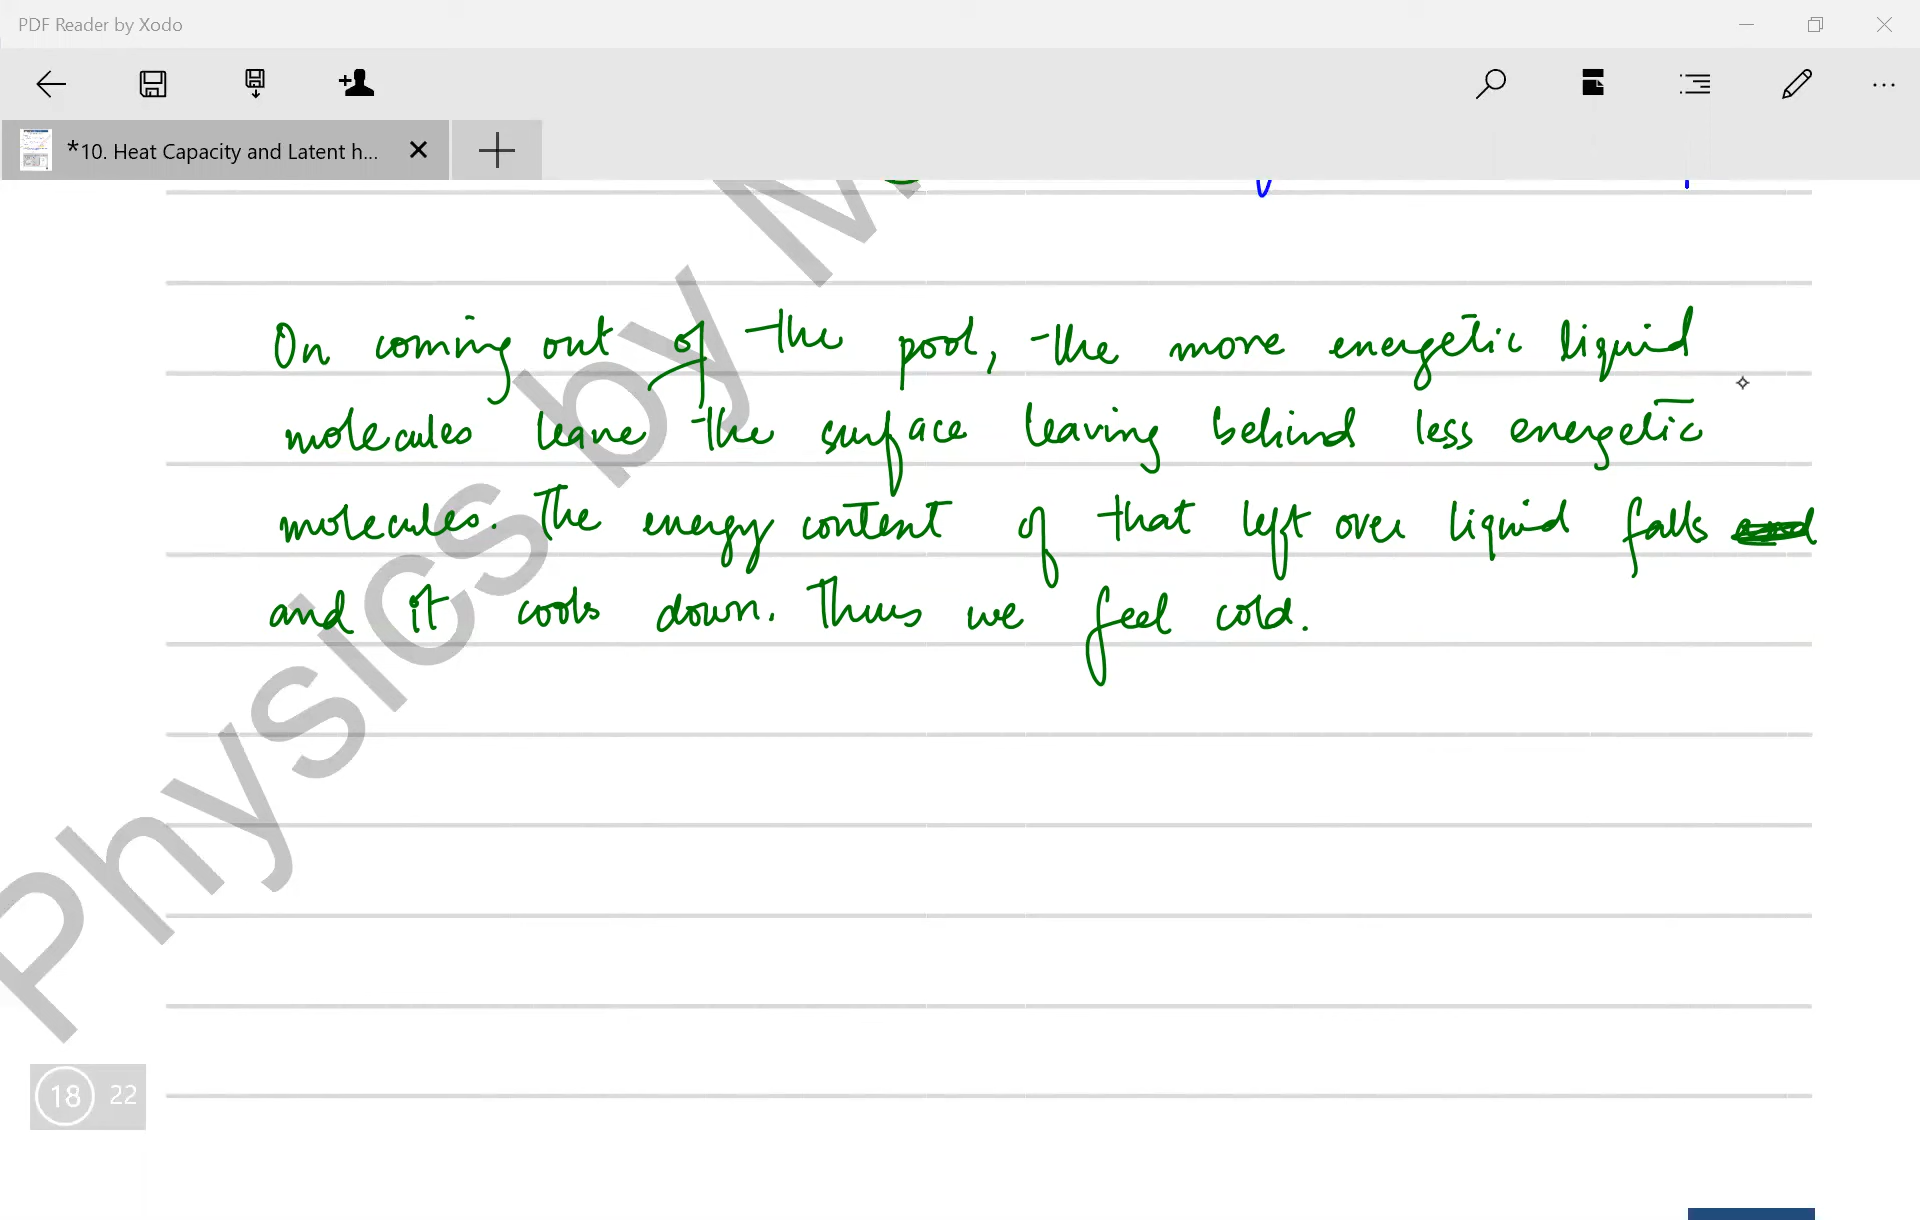 PDF Reader by Xodo
*10. Heat Capacity and Latent h...
On coming out of the pool, the more energetic liquid
molecules leave the surface leaving behind less energetic
molecules. The energy content of that left over liquid falls
and it cools down. Thus we feel cold.
Physics by M
18 22